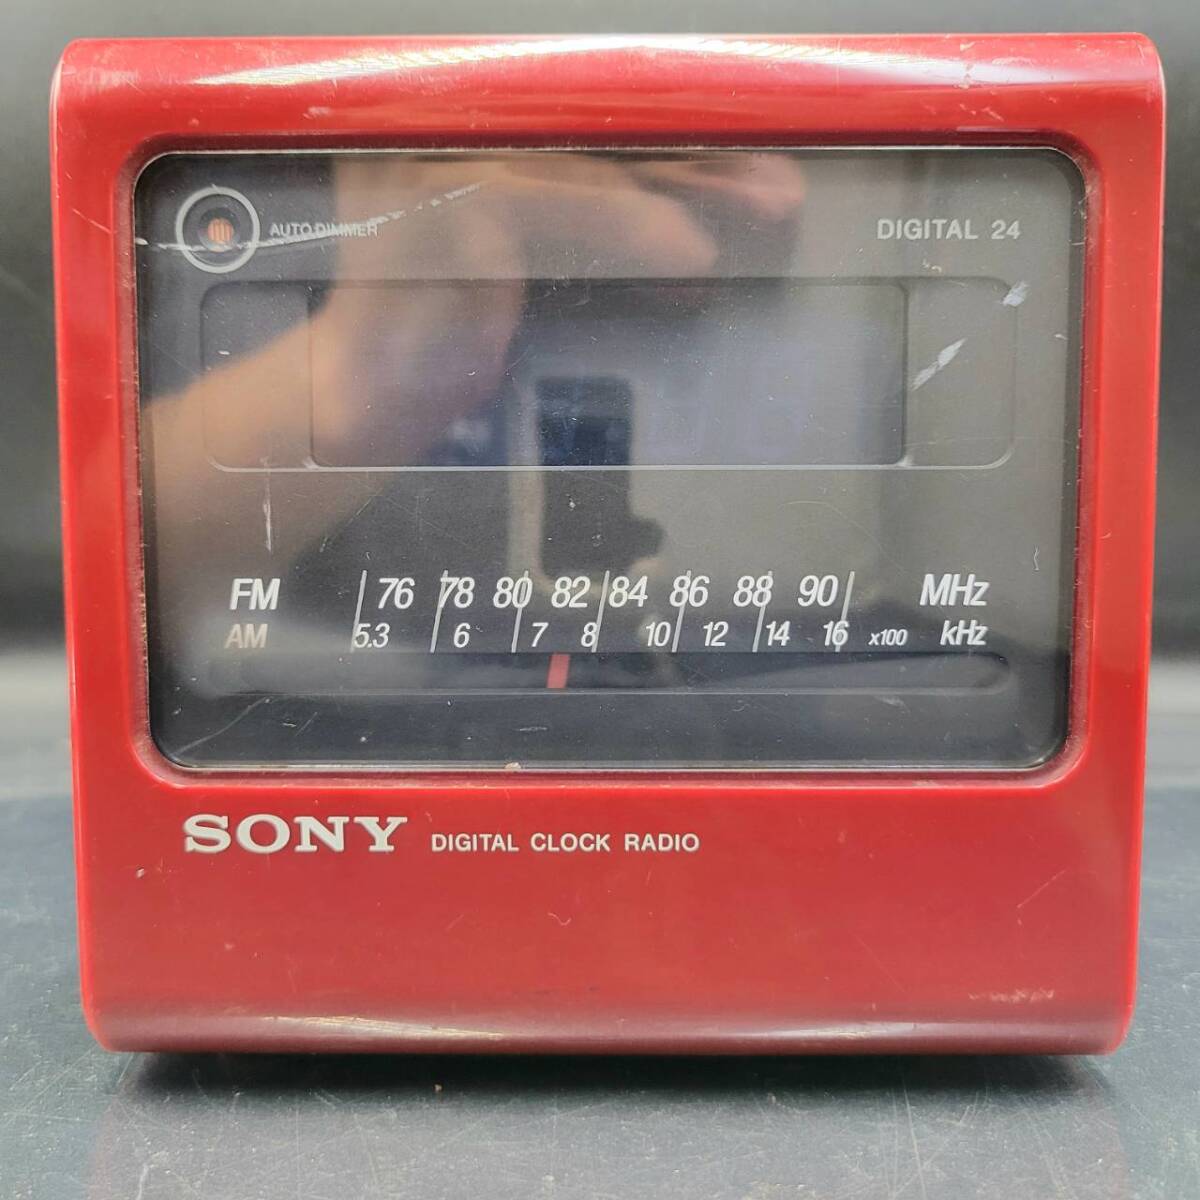 AUTO DIMMER
DIGITAL 24
FM 76 78 80 82 84 86 88 90 MHz
AM 5.3 6 7 8 10 12 14 16 x100 kHz
SONY DIGITAL CLOCK RADIO